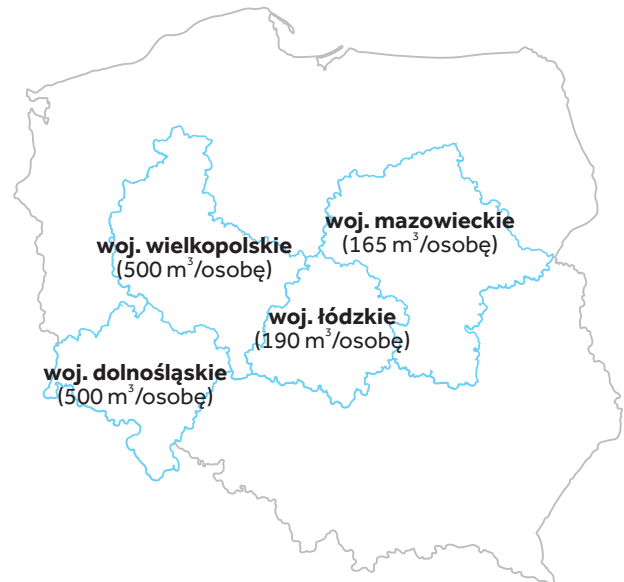 woj. mazowieckie
(165 m³/osobę)
woj. wielkopolskie
(500 m³/osobę)
woj. łódzkie
(190 m³/osobę)
woj. dolnośląskie
(500 m³/osobę)